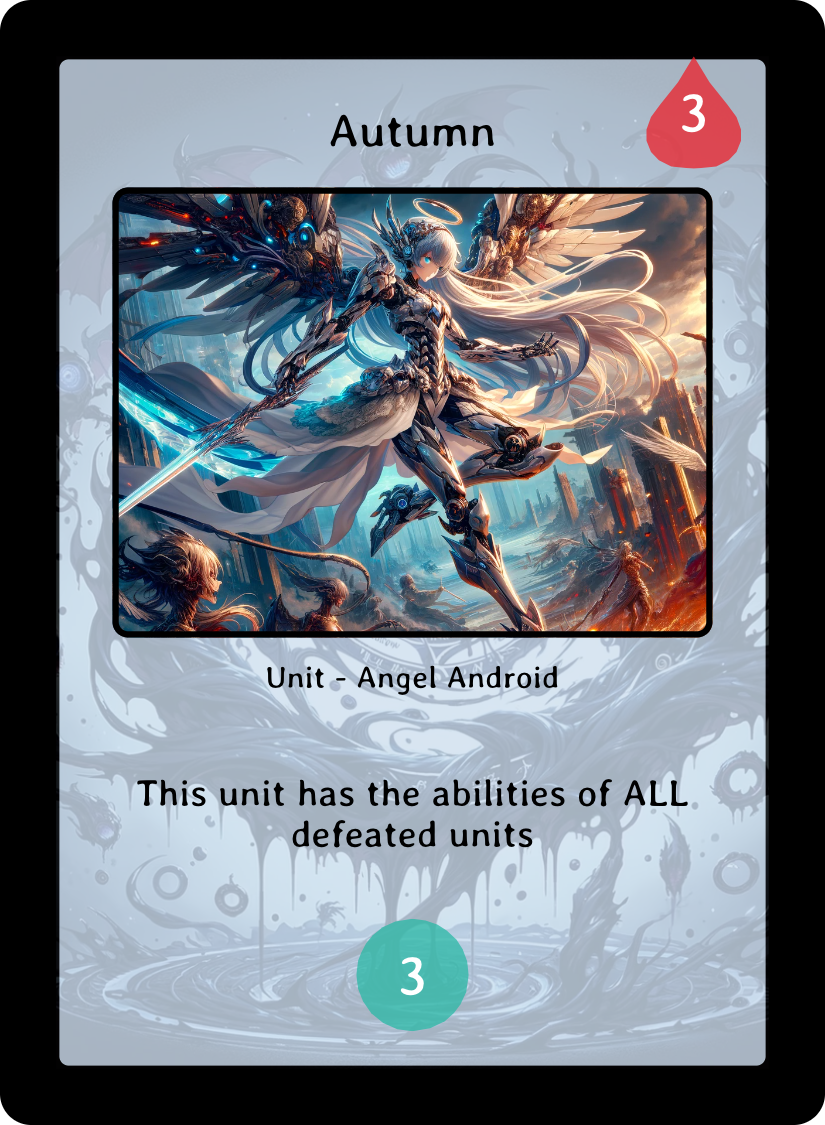 Autumn
3
Unit - Angel Android
This unit has the abilities of ALL
defeated units
3